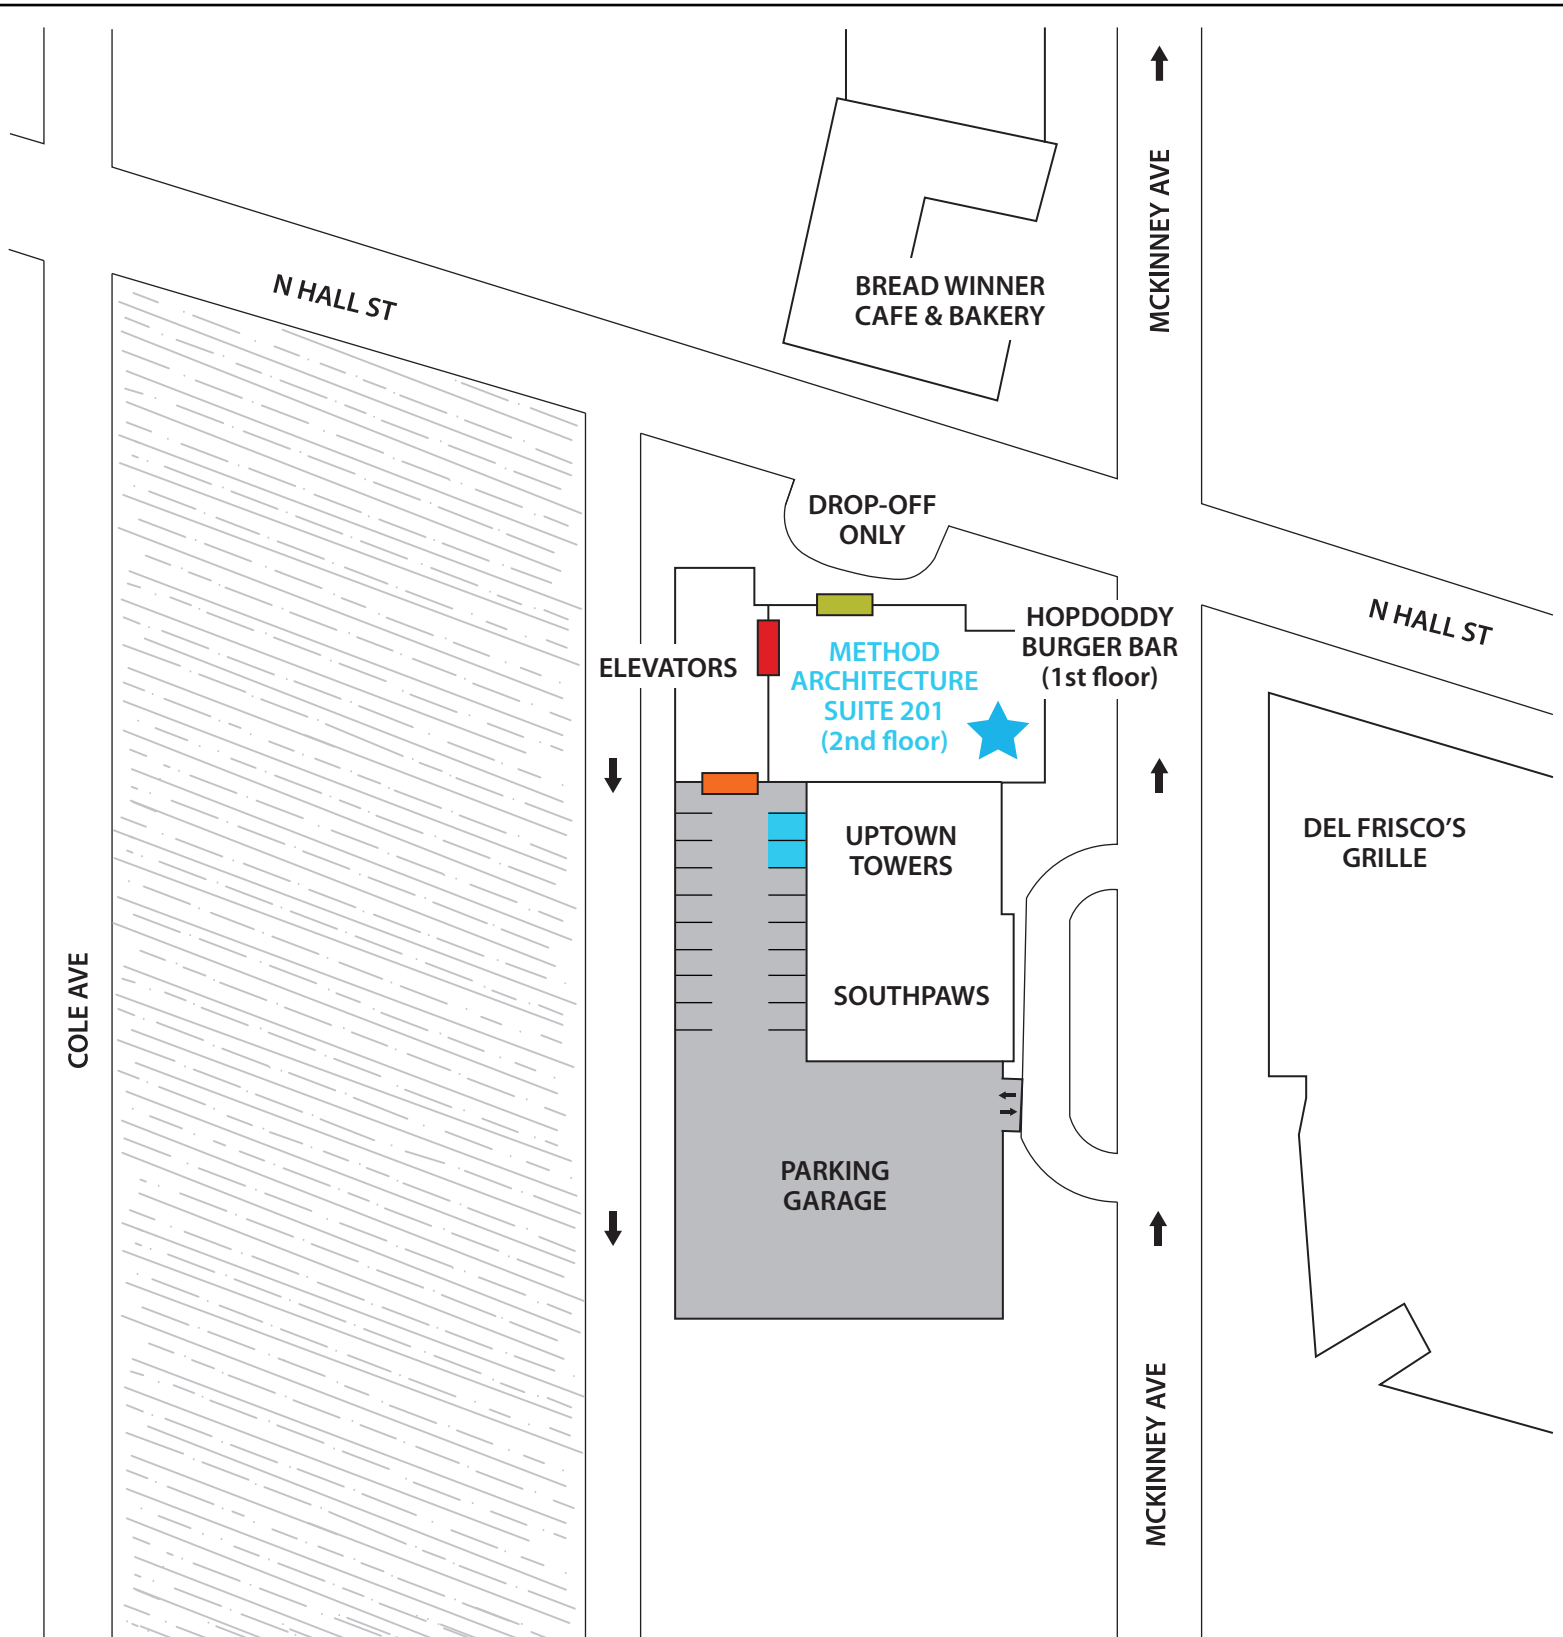 MCKINNEY AVE
N HALL ST
BREAD WINNER
CAFE & BAKERY
DROP-OFF
ONLY
HOPDODDY
BURGER BAR
(1st floor)
N HALL ST
ELEVATORS
METHOD
ARCHITECTURE
SUITE 201
(2nd floor)
UPTOWN
TOWERS
DEL FRISCO’S
GRILLE
COLE AVE
SOUTHPAWS
PARKING
GARAGE
MCKINNEY AVE